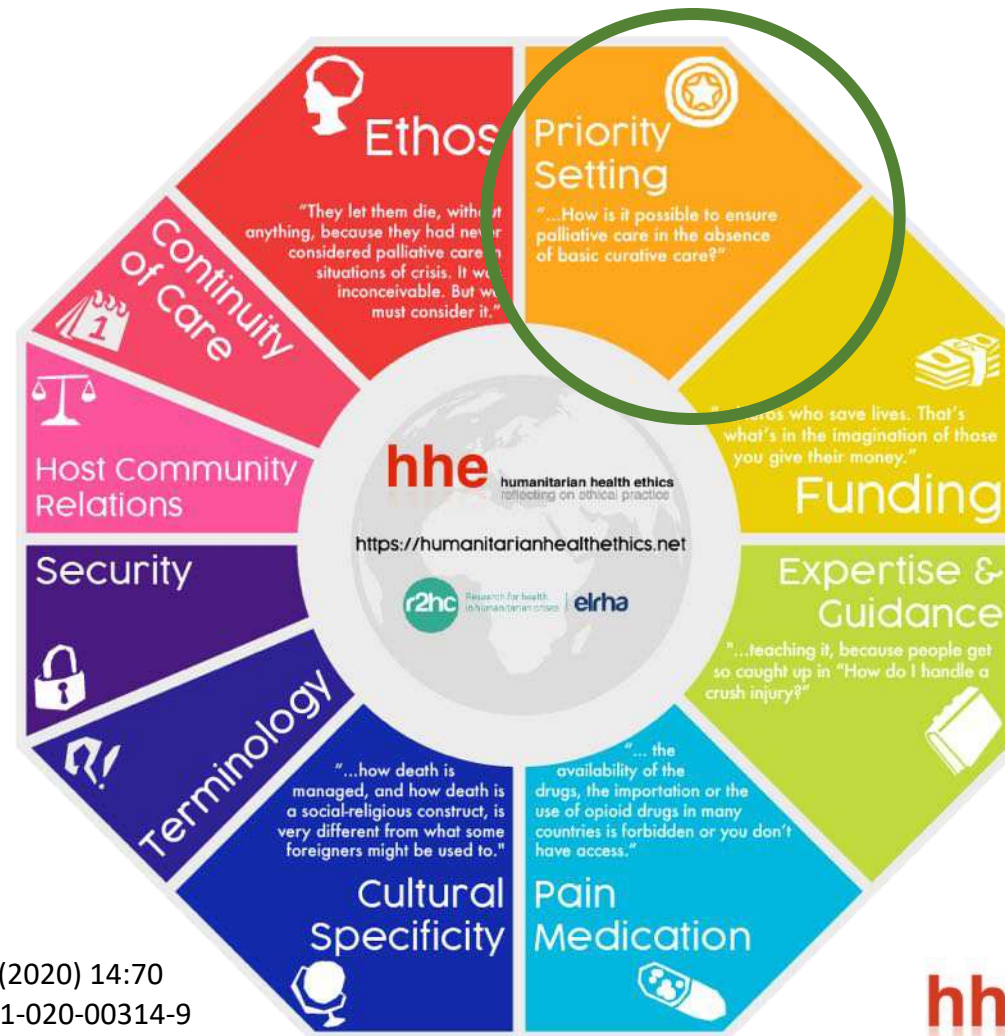 Ethos
"They let them die, without
anything, because they had never
considered palliative care in
situations of crisis. It was
inconceivable. But we
must consider it."
Priority
Setting
"...How is it possible to ensure
palliative care in the absence
of basic curative care?"
who save lives. That's
what's in the imagination of those
you give their money."
Funding
Expertise &
Guidance
"...teaching it, because people get
so caught up in "How do I handle a
crush injury?"
"... the
availability of the
drugs, the importation or the
use of opioid drugs in many
countries is forbidden or you don't
have access."
Pain
Medication
"...how death is
managed, and how death is
a social-religious construct, is
very different from what some
foreigners might be used to."
Cultural
Specificity
Terminology
?!
Security
Host Community
Relations
Continuity
of Care
1
hhe humanitarian health ethics
reflecting on ethical practice
https://humanitarianhealthethics.net
r2hc Research for health
in humanitarian crises elrha
(2020) 14:70
1-020-00314-9
hh